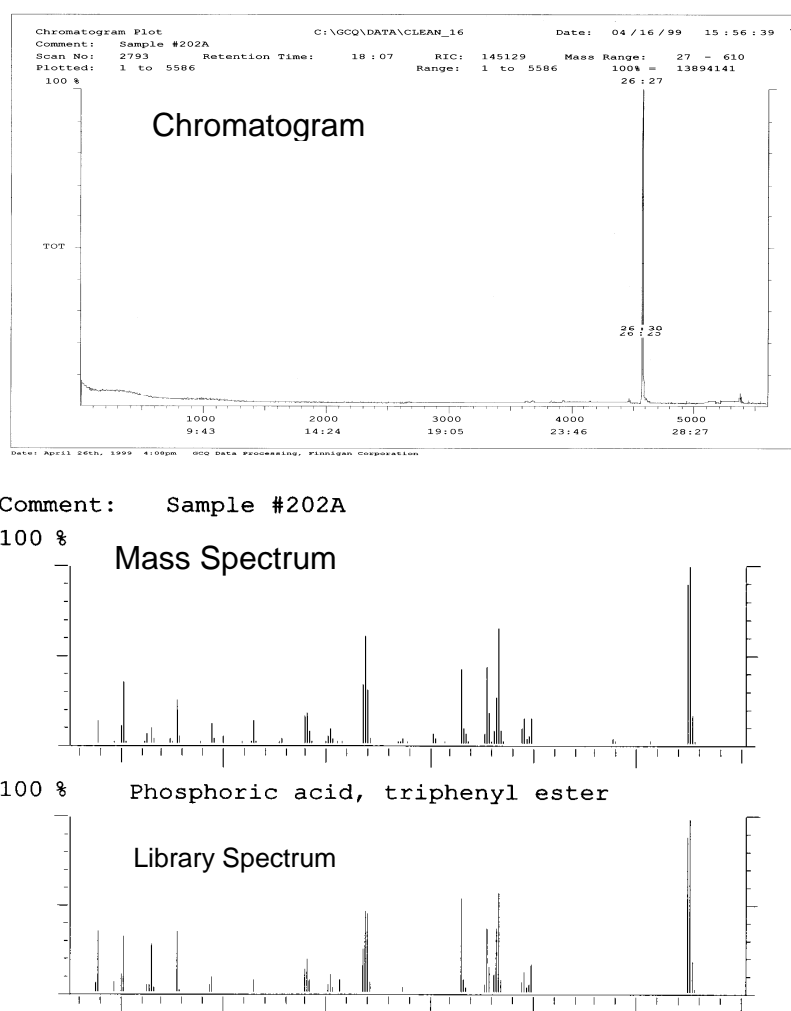 Chromatogram Plot C:\GCQ\DATA\CLEAN_16 Date: 04/16/99 15:56:39
Comment: Sample #202A
Scan No: 2793 Retention Time: 18:07 RIC: 145129 Mass Range: 27 - 610
Plotted: 1 to 5586 Range: 1 to 5586 100% = 13894141
100 % 26:27
Chromatogram
TOT
26:30
26:25
1000 2000 3000 4000 5000
9:43 14:24 19:05 23:46 28:27
Date: April 26th, 1999 4:08pm GCQ Data Processing, Finnigan Corporation
Comment: Sample #202A
100 %
Mass Spectrum
100 % Phosphoric acid, triphenyl ester
Library Spectrum